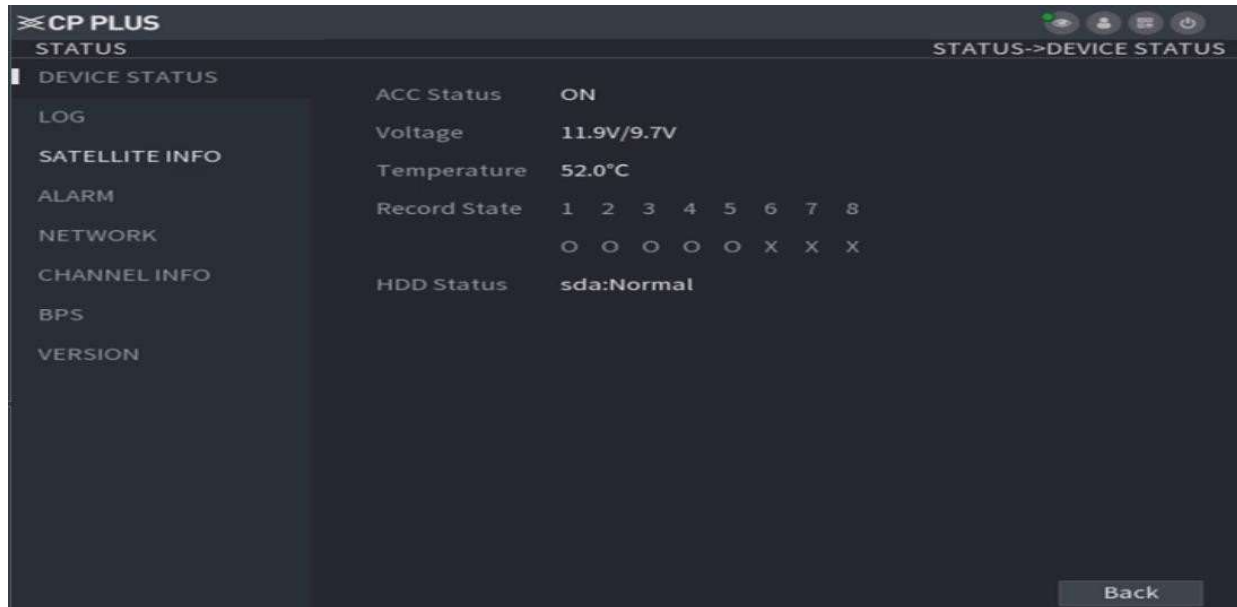 CP PLUS
STATUS
STATUS->DEVICE STATUS
DEVICE STATUS
LOG
SATELLITE INFO
ALARM
NETWORK
CHANNEL INFO
BPS
VERSION
ACC Status ON
Voltage 11.9V/9.7V
Temperature 52.0°C
Record State 1 2 3 4 5 6 7 8
O O O O O X X X
HDD Status sda:Normal
Back